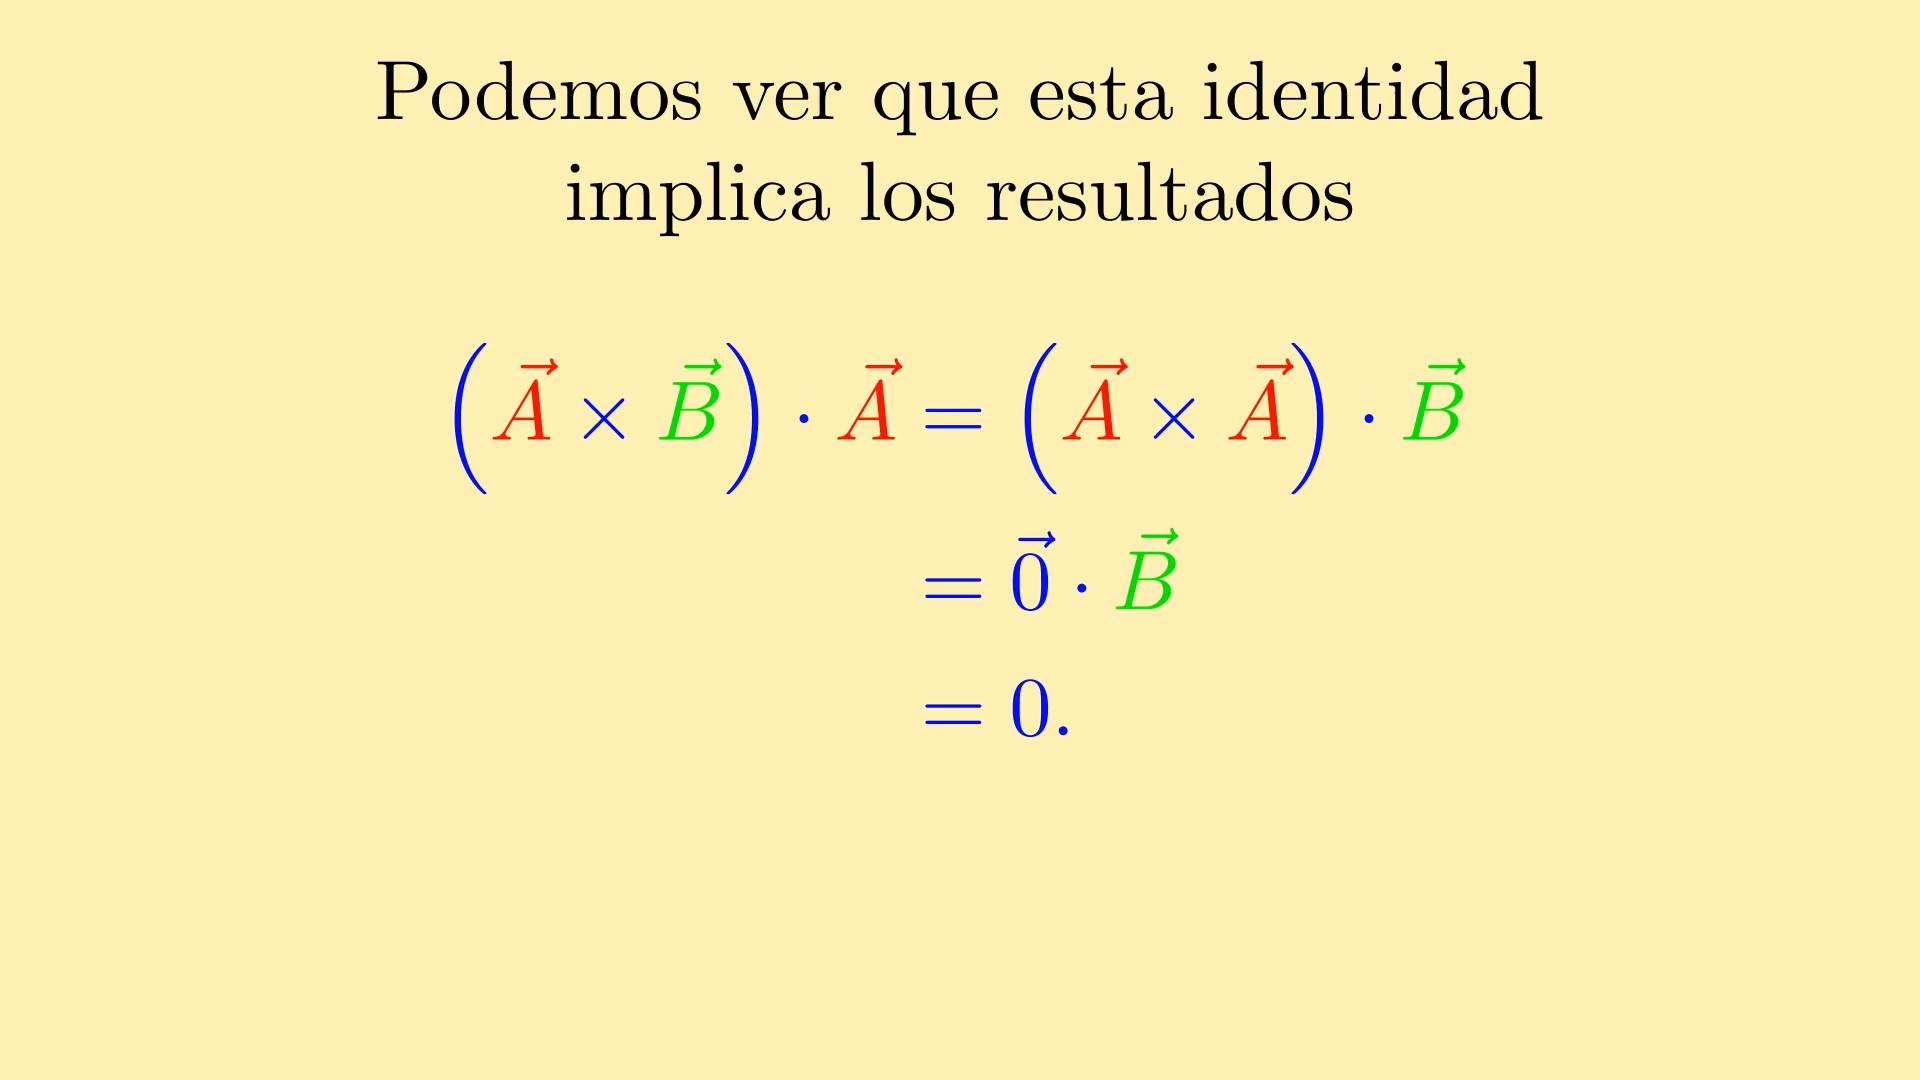 Podemos ver que esta identidad
implica los resultados
(A⃗ × B⃗) · A⃗ = (A⃗ × A⃗) · B⃗
= 0⃗ · B⃗
= 0.